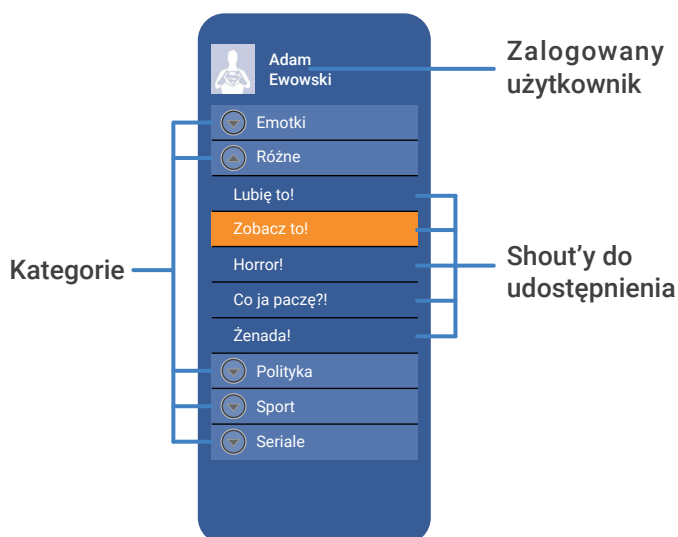 Adam
Ewowski
Zalogowany
użytkownik
Emotki
Różne
Lubię to!
Zobacz to!
Horror!
Co ja paczę?!
Żenada!
Polityka
Sport
Seriale
Kategorie
Shout'y do
udostępnienia